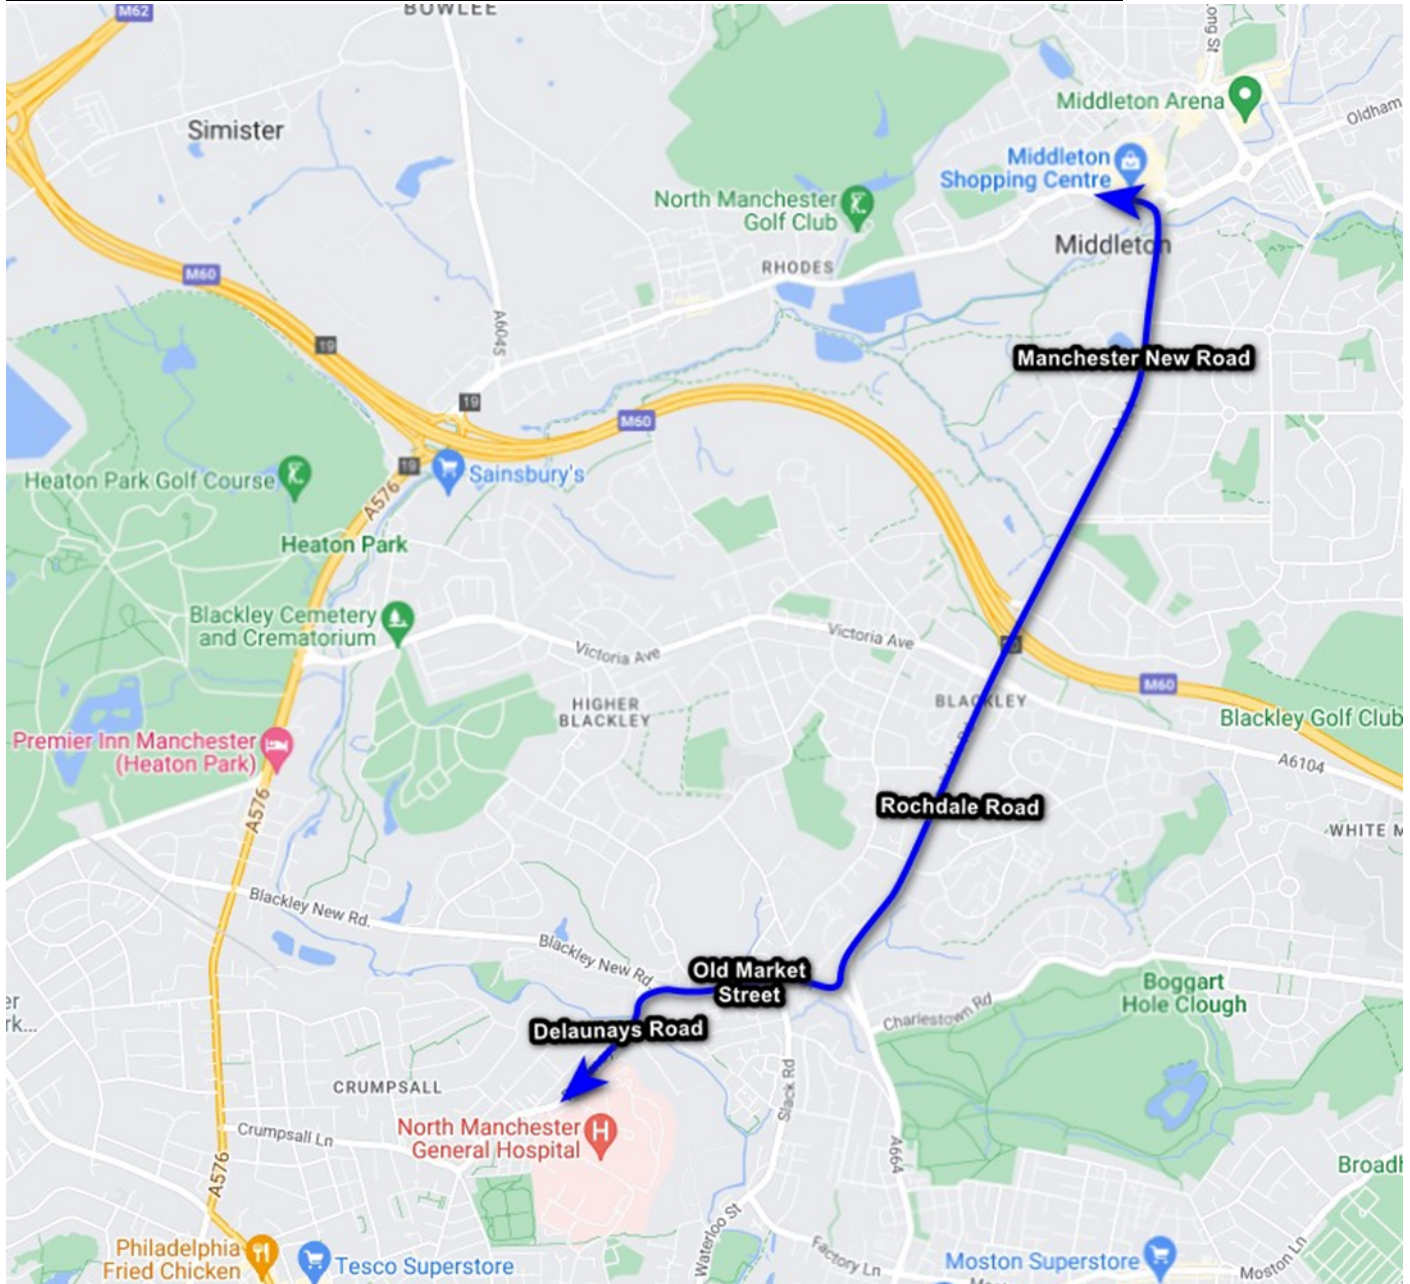 M62
BOWLEE
ong St
Simister
Middleton Arena
Oldham
Middleton
Shopping Centre
North Manchester
Golf Club
Middleton
RHODES
M60
A6045
19
Manchester New Road
19
M60
19
Sainsbury's
Heaton Park Golf Course
A576
Heaton Park
Blackley Cemetery
and Crematorium
Victoria Ave
Victoria Ave
M60
HIGHER
BLACKLEY
BLACKLEY
Blackley Golf Club
Premier Inn Manchester
(Heaton Park)
A6104
A576
Rochdale Road
WHITE M
Blackley New Rd.
Blackley New Rd.
Old Market
Street
Boggart
Hole Clough
er
rk...
Charlestown Rd
Delaunays Road
CRUMPSALL
Slack Rd
North Manchester
General Hospital
Crumpsall Ln
A664
A576
Broadh
Waterloo St
Factory Ln
Philadelphia
Fried Chicken
Tesco Superstore
Moston Superstore
Moston Ln